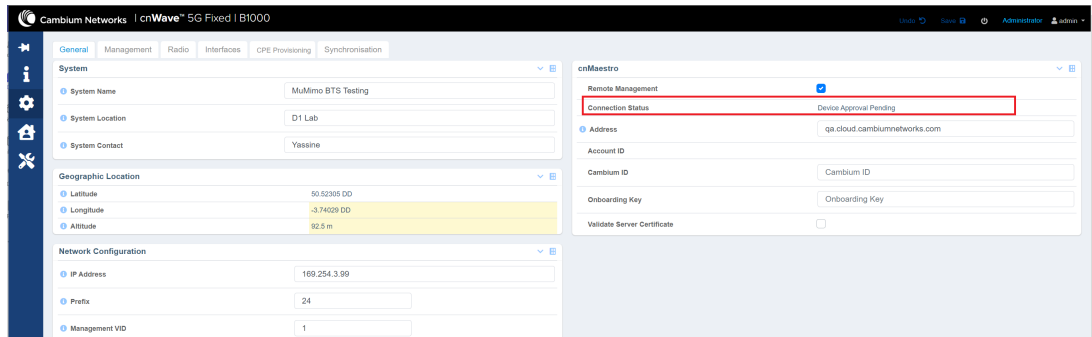 Cambium Networks | cnWave™ 5G Fixed | B1000
Undo Save Administrator admin
General Management Radio Interfaces CPE Provisioning Synchronisation
System
System Name MuMimo BTS Testing
System Location D1 Lab
System Contact Yassine
Geographic Location
Latitude 50.52305 DD
Longitude -3.74029 DD
Altitude 92.5 m
Network Configuration
IP Address 169.254.3.99
Prefix 24
Management VID 1
cnMaestro
Remote Management
Connection Status Device Approval Pending
Address qa.cloud.cambiumnetworks.com
Account ID
Cambium ID Cambium ID
Onboarding Key Onboarding Key
Validate Server Certificate